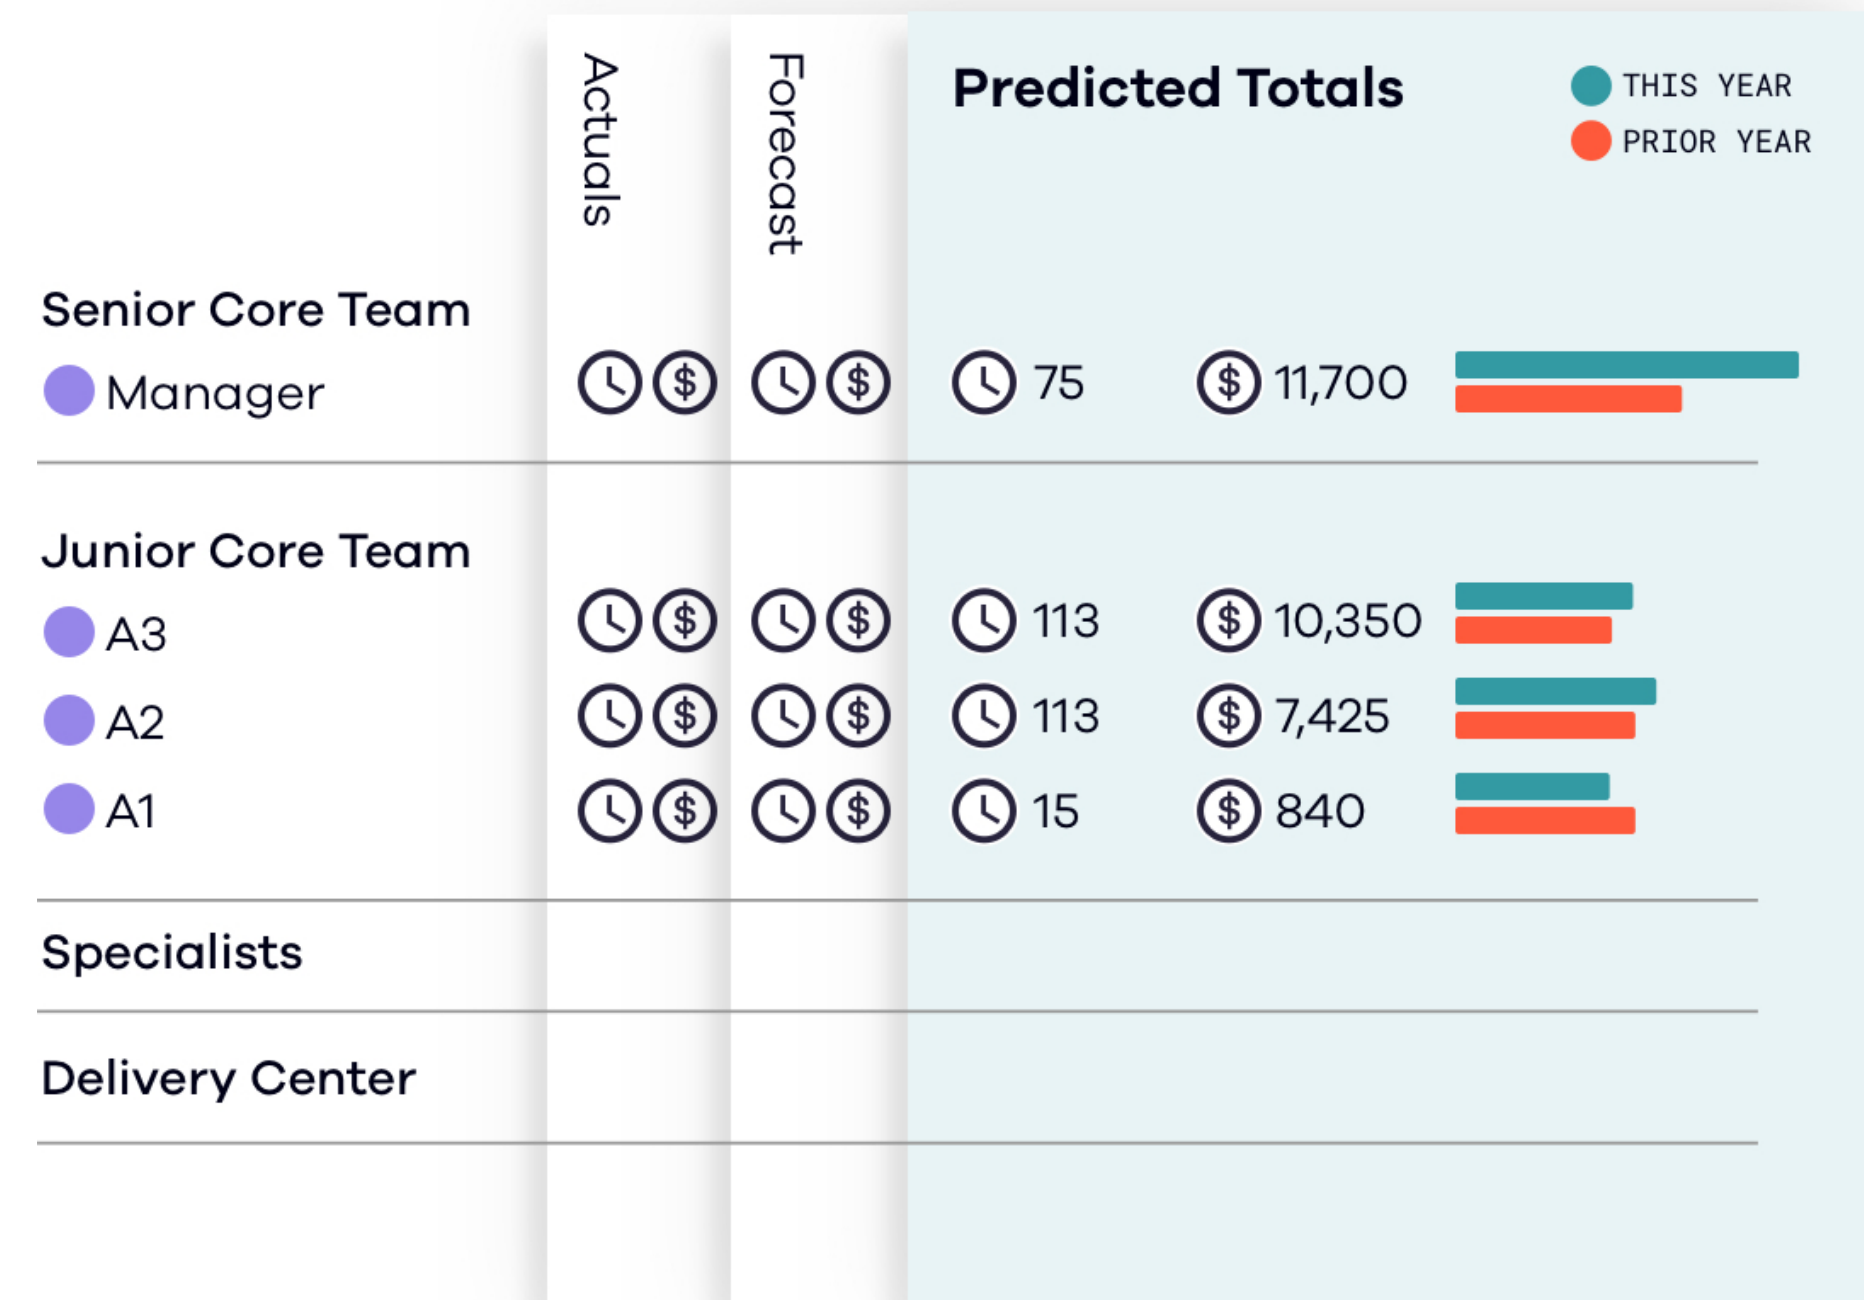 Actuals
Forecast
Predicted Totals
THIS YEAR
PRIOR YEAR
Senior Core Team
Manager $ $ 75 $ 11,700
Junior Core Team
A3 $ $ 113 $ 10,350
A2 $ $ 113 $ 7,425
A1 $ $ 15 $ 840
Specialists
Delivery Center